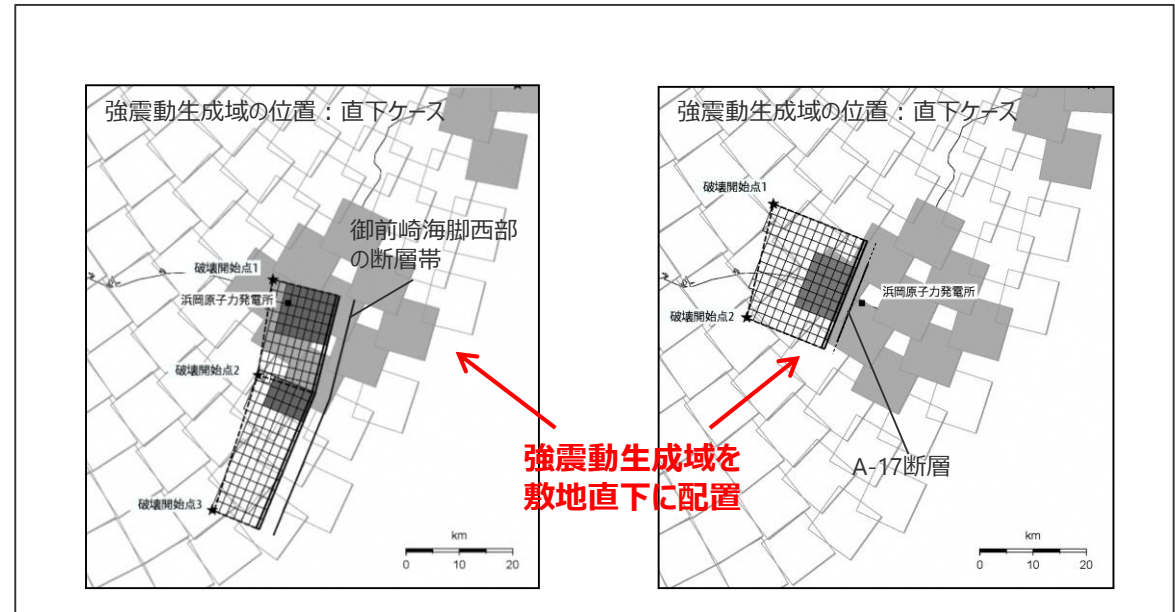 強震動生成域の位置：直下ケース
御前崎海脚西部
の断層帯
破壊開始点1
浜岡原子力発電所
破壊開始点2
破壊開始点3
km
0 10 20
強震動生成域の位置：直下ケース
破壊開始点1
浜岡原子力発電所
破壊開始点2
A-17断層
km
0 10 20
強震動生成域を
敷地直下に配置